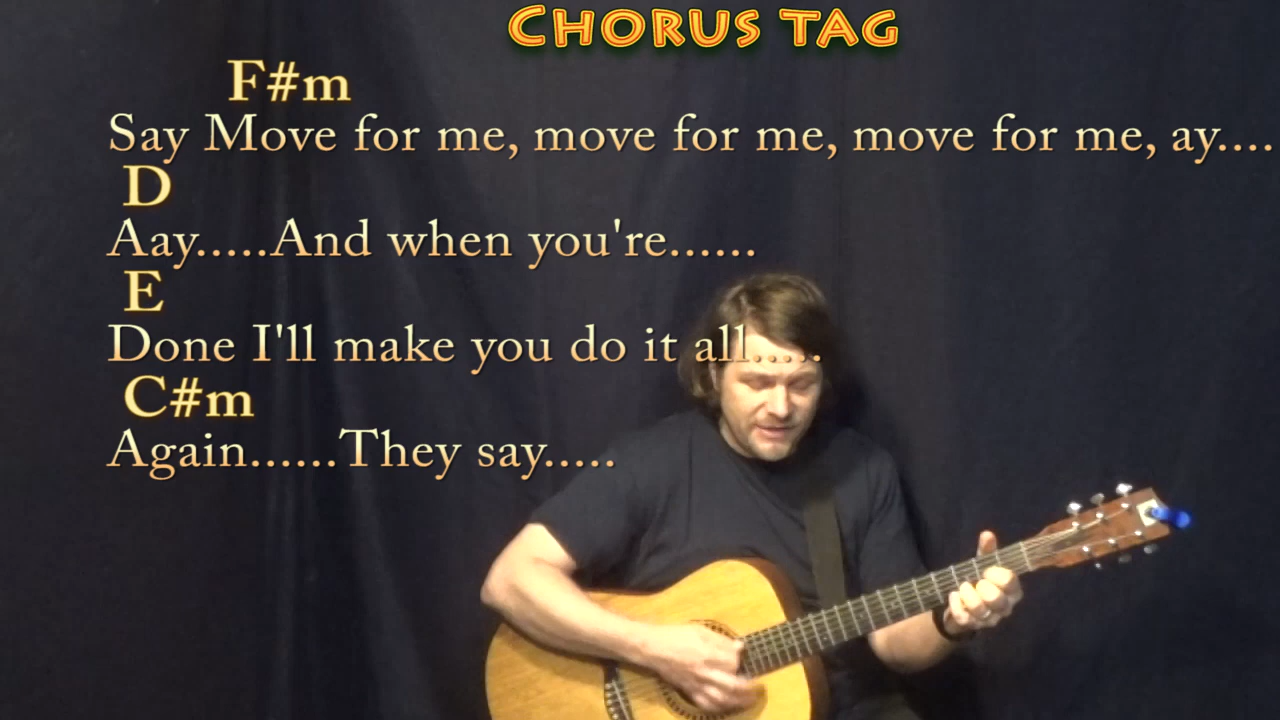 CHORUS TAG
F#m
Say Move for me, move for me, move for me, ay....
D
Aay.....And when you're......
E
Done I'll make you do it all.....
C#m
Again......They say.....